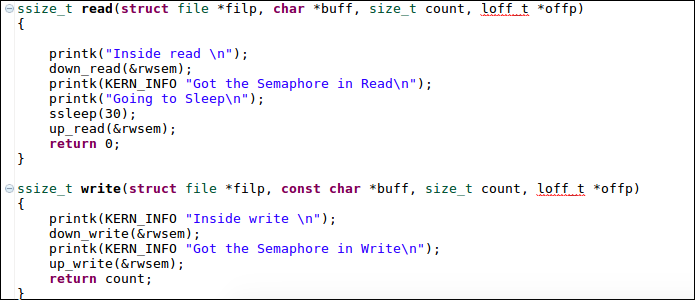 ssize_t read(struct file *filp, char *buff, size_t count, loff_t *offp)
{
printk("Inside read \n");
down_read(&rwsem);
printk(KERN_INFO "Got the Semaphore in Read\n");
printk("Going to Sleep\n");
ssleep(30);
up_read(&rwsem);
return 0;
}
ssize_t write(struct file *filp, const char *buff, size_t count, loff_t *offp)
{
printk(KERN_INFO "Inside write \n");
down_write(&rwsem);
printk(KERN_INFO "Got the Semaphore in Write\n");
up_write(&rwsem);
return count;
}